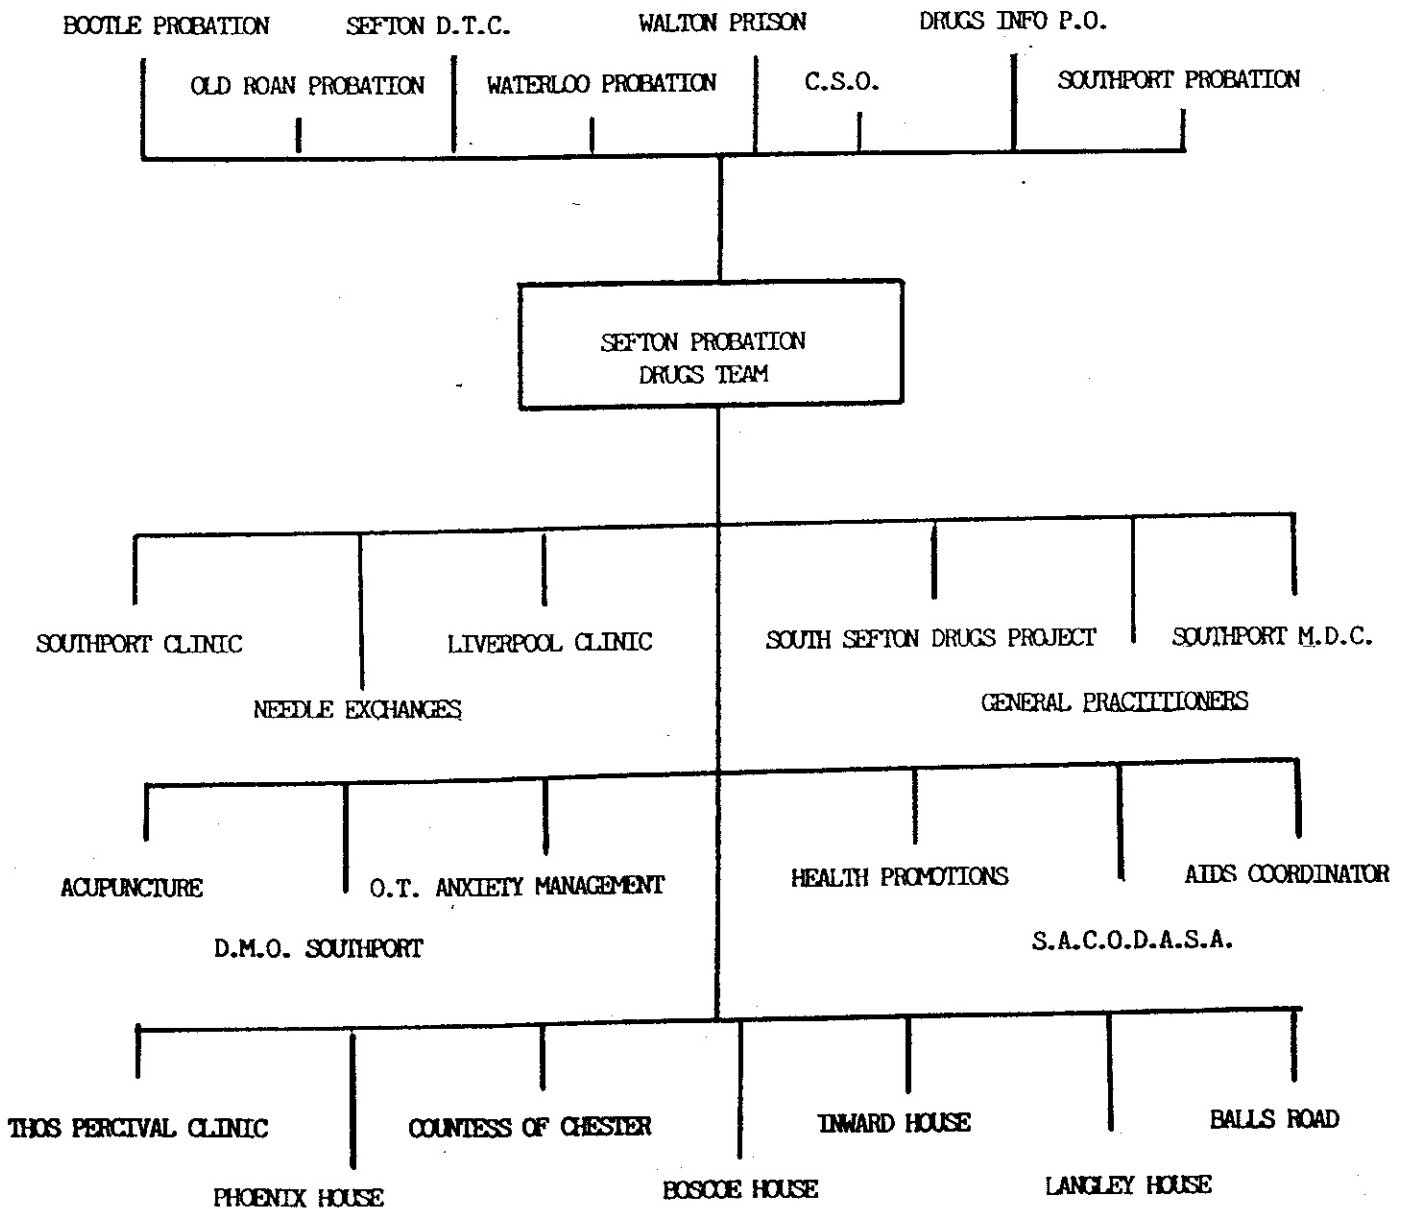 BOOTLE PROBATION
SEFTON D.T.C.
WALTON PRISON
DRUGS INFO P.O.
OLD ROAN PROBATION
WATERLOO PROBATION
C.S.O.
SOUTHPORT PROBATION
SEFTON PROBATION
DRUGS TEAM
SOUTHPORT CLINIC
LIVERPOOL CLINIC
SOUTH SEFTON DRUGS PROJECT
SOUTHPORT M.D.C.
NEEDLE EXCHANGES
GENERAL PRACTITIONERS
ACUPUNCTURE
O.T. ANXIETY MANAGEMENT
HEALTH PROMOTIONS
AIDS COORDINATOR
D.M.O. SOUTHPORT
S.A.C.O.D.A.S.A.
THOS PERCIVAL CLINIC
COUNTESS OF CHESTER
INWARD HOUSE
BALLS ROAD
PHOENIX HOUSE
BOSCOE HOUSE
LANGLEY HOUSE